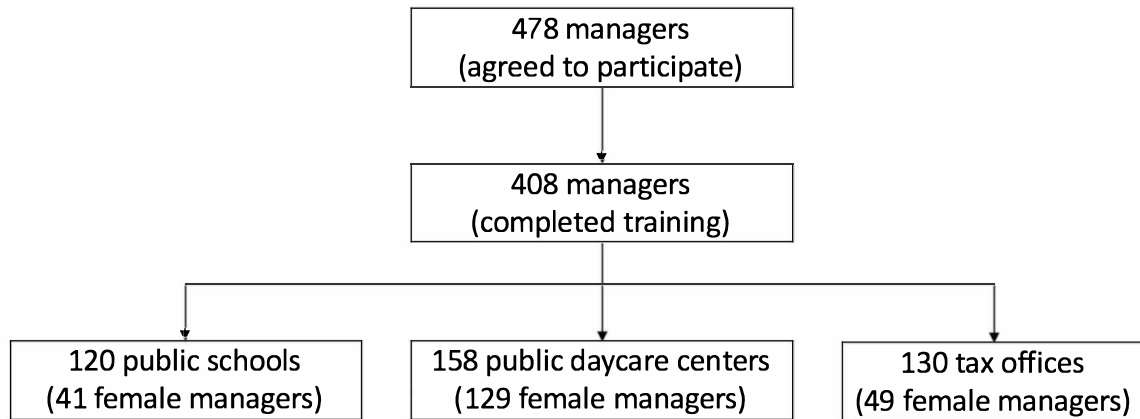 478 managers
(agreed to participate)
408 managers
(completed training)
120 public schools
(41 female managers)
158 public daycare centers
(129 female managers)
130 tax offices
(49 female managers)